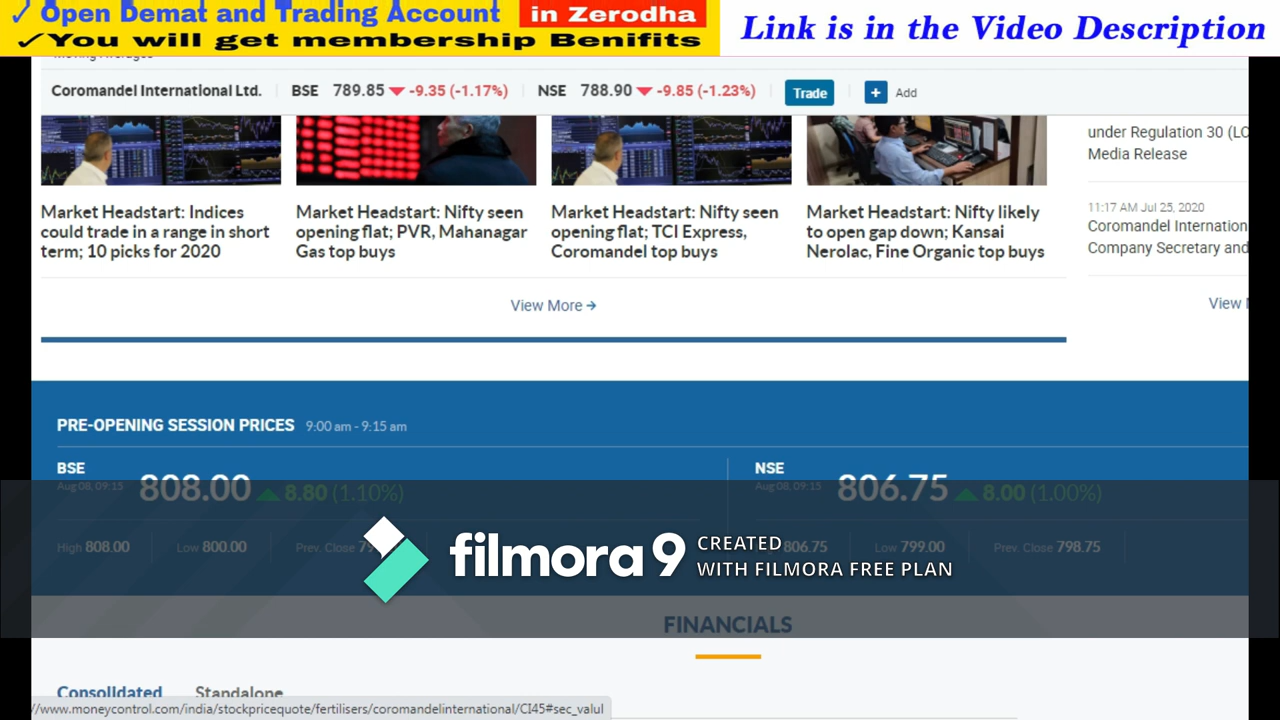 ✓ Open Demat and Trading Account in Zerodha
✓You will get membership Benifits
Link is in the Video Description
Moving Averages
Coromandel International Ltd. BSE 789.85 -9.35 (-1.17%) NSE 788.90 -9.85 (-1.23%) Trade + Add
Market Headstart: Indices
could trade in a range in short
term; 10 picks for 2020
Market Headstart: Nifty seen
opening flat; PVR, Mahanagar
Gas top buys
Market Headstart: Nifty seen
opening flat; TCI Express,
Coromandel top buys
Market Headstart: Nifty likely
to open gap down; Kansai
Nerolac, Fine Organic top buys
under Regulation 30 (LO
Media Release
11:17 AM Jul 25, 2020
Coromandel Internation
Company Secretary and
View More →
View
PRE-OPENING SESSION PRICES 9:00 am - 9:15 am
BSE
Aug 08, 09:15 808.00 8.80 (1.10%)
High 808.00 Low 800.00 Prev. Close
NSE
Aug 08, 09:15 806.75 8.00 (1.00%)
806.75 Low 799.00 Prev. Close 798.75
filmora 9 CREATED
WITH FILMORA FREE PLAN
FINANCIALS
Consolidated Standalone
//www.moneycontrol.com/india/stockpricequote/fertilisers/coromandelinternational/CI45#sec_valul